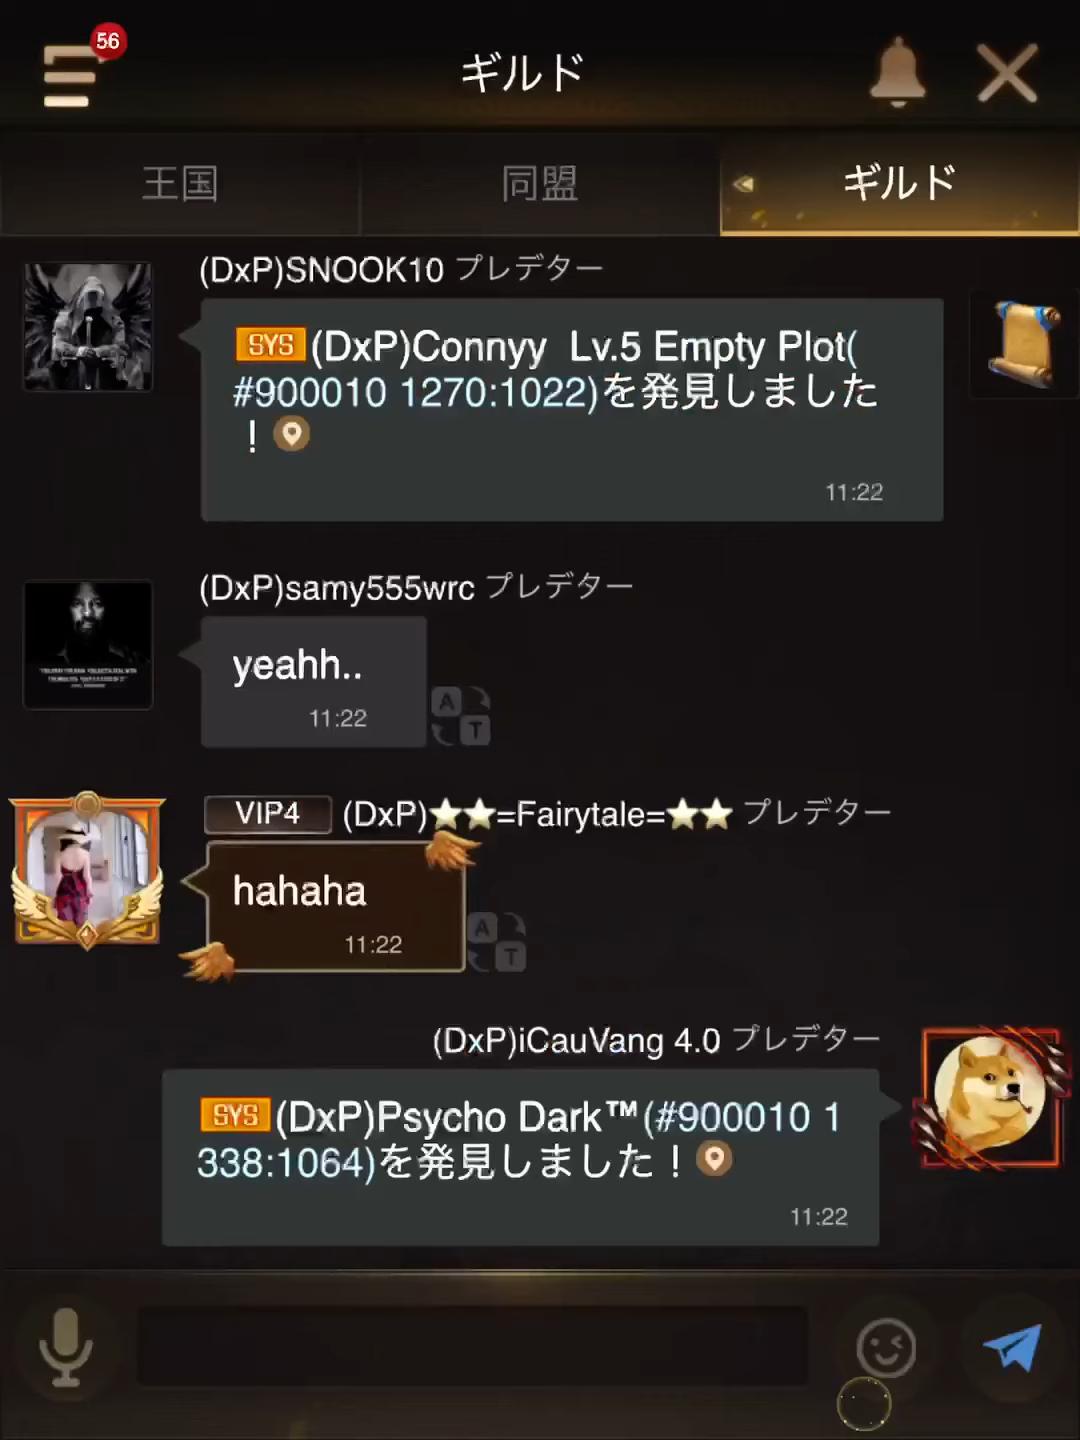 56
ギルド
王国
同盟
ギルド
(DxP)SNOOK10 プレデター
SYS (DxP)Connyy Lv.5 Empty Plot(
#900010 1270:1022)を発見しました
！
11:22
(DxP)samy555wrc プレデター
yeahh..
11:22
A
T
VIP4 (DxP)★★=Fairytale=★★ プレデター
hahaha
11:22
A
T
(DxP)iCauVang 4.0 プレデター
SYS (DxP)Psycho Dark™(#900010 1
338:1064)を発見しました！
11:22